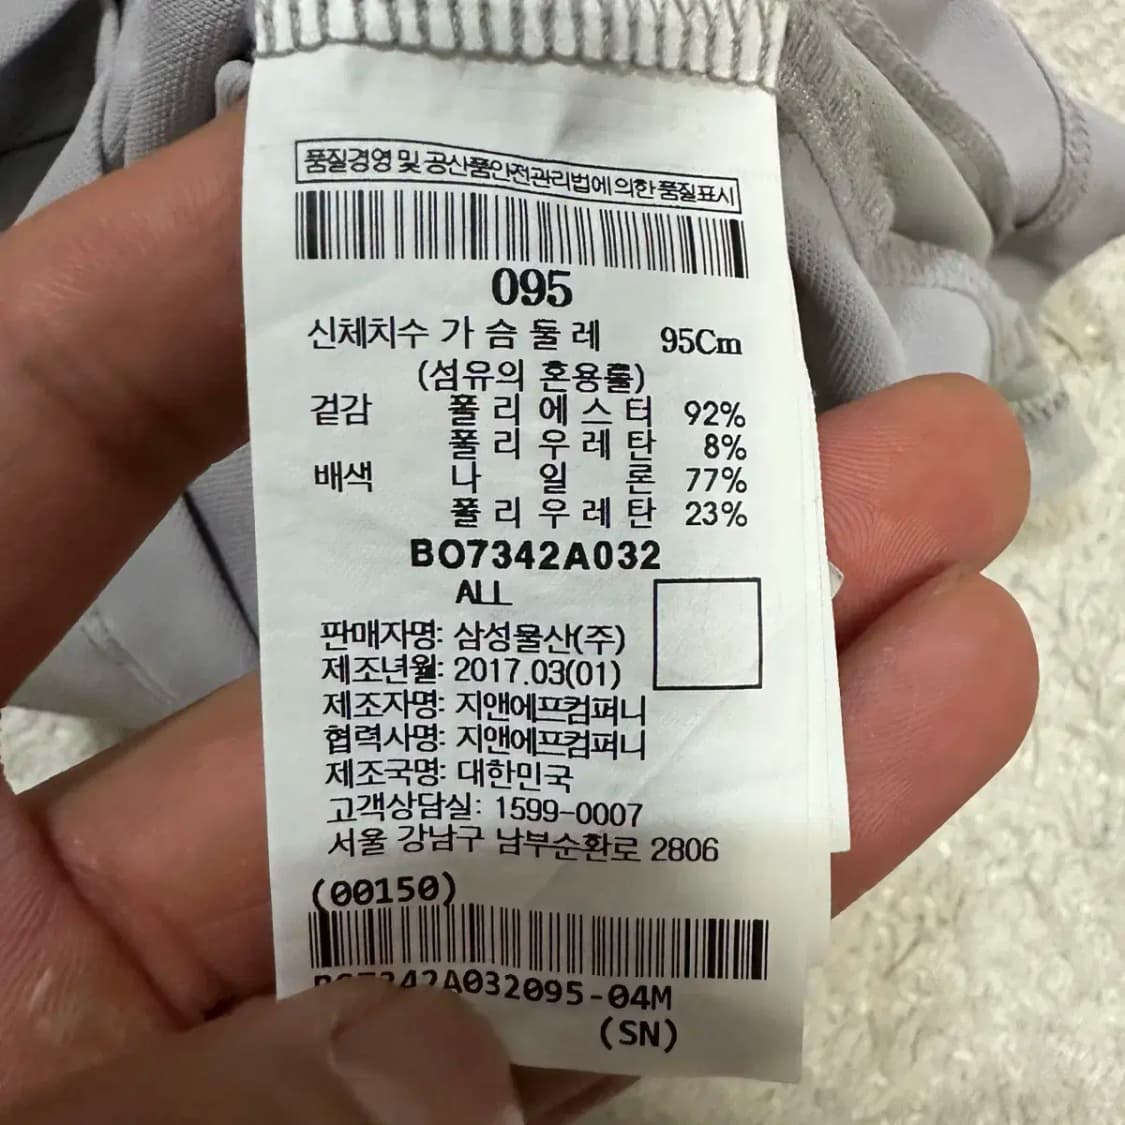 품질경영 및 공산품안전관리법에 의한 품질표시
095
신체치수 가 슴 둘 레 95Cm
(섬유의 혼용률)
겉감 폴 리 에 스 터 92%
폴 리 우 레 탄 8%
배색 나 일 론 77%
폴 리 우 레 탄 23%
BO7342A032
ALL
판매자명: 삼성물산(주)
제조년월: 2017.03(01)
제조자명: 지앤에프컴퍼니
협력사명: 지앤에프컴퍼니
제조국명: 대한민국
고객상담실: 1599-0007
서울 강남구 남부순환로 2806
(00150)
BO7342A032095-04M
(SN)